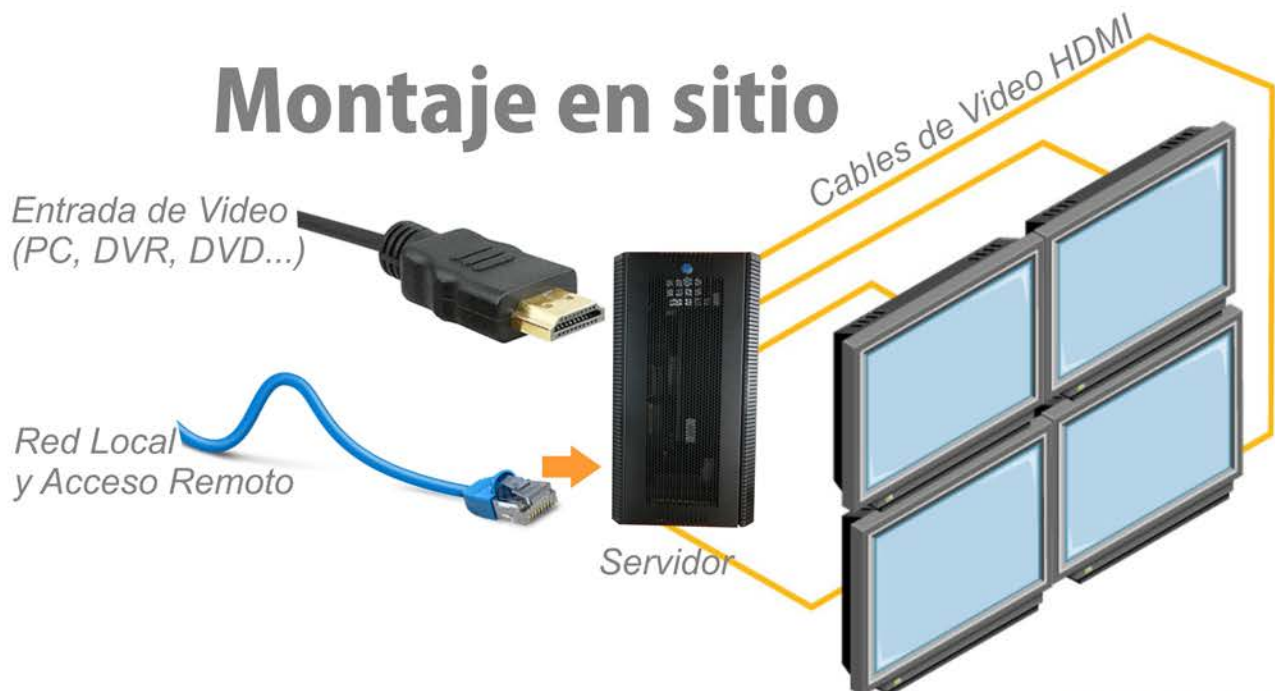 Montaje en sitio
Cables de Video HDMI
Entrada de Video
(PC, DVR, DVD...)
Red Local
y Acceso Remoto
Servidor